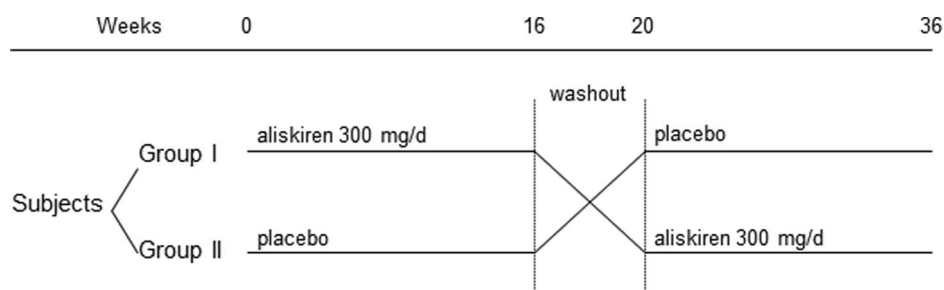 Weeks 0 16 20 36
washout
aliskiren 300 mg/d placebo
Group I
Subjects
Group II
placebo aliskiren 300 mg/d